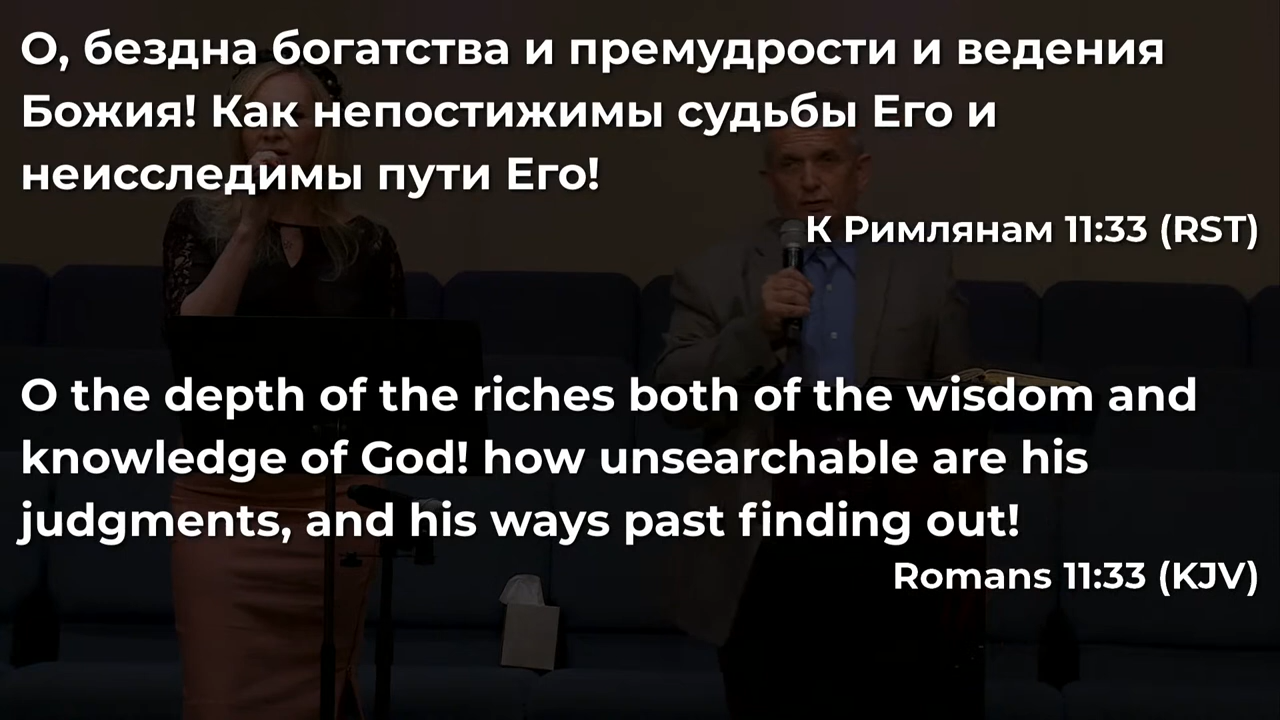 О, бездна богатства и премудрости и ведения
Божия! Как непостижимы судьбы Его и
неисследимы пути Его!
К Римлянам 11:33 (RST)
O the depth of the riches both of the wisdom and
knowledge of God! how unsearchable are his
judgments, and his ways past finding out!
Romans 11:33 (KJV)